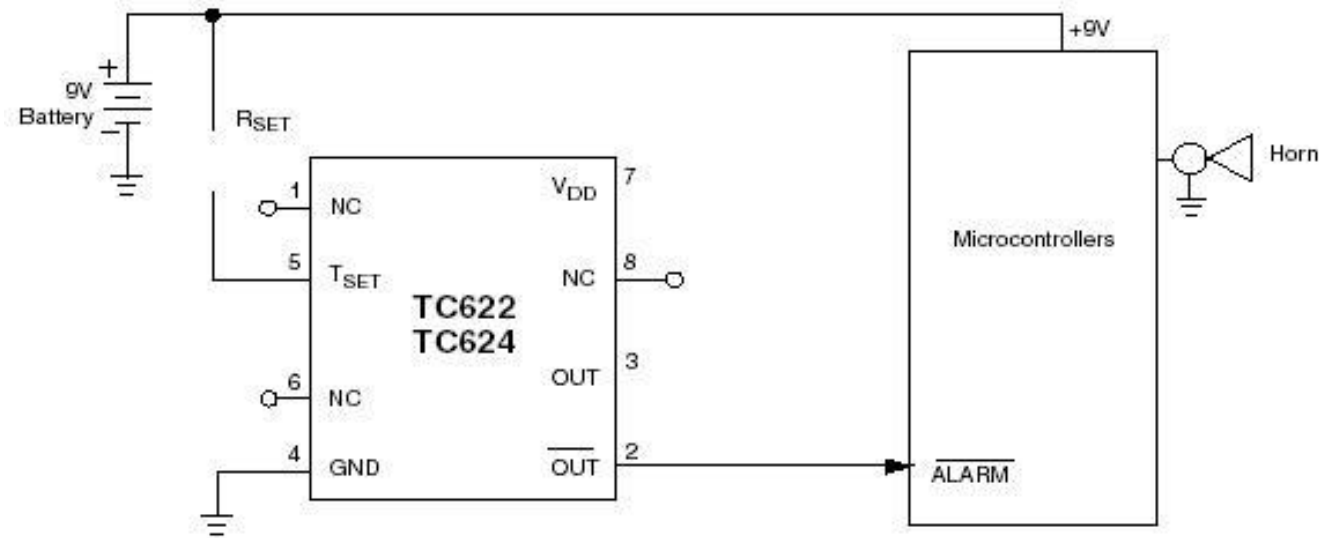 +9V
9V
Battery
+
−
RSET
1
NC
VDD
7
5
TSET
NC
8
TC622
TC624
6
NC
OUT
3
4
GND
OUT
2
ALARM
Microcontrollers
Horn